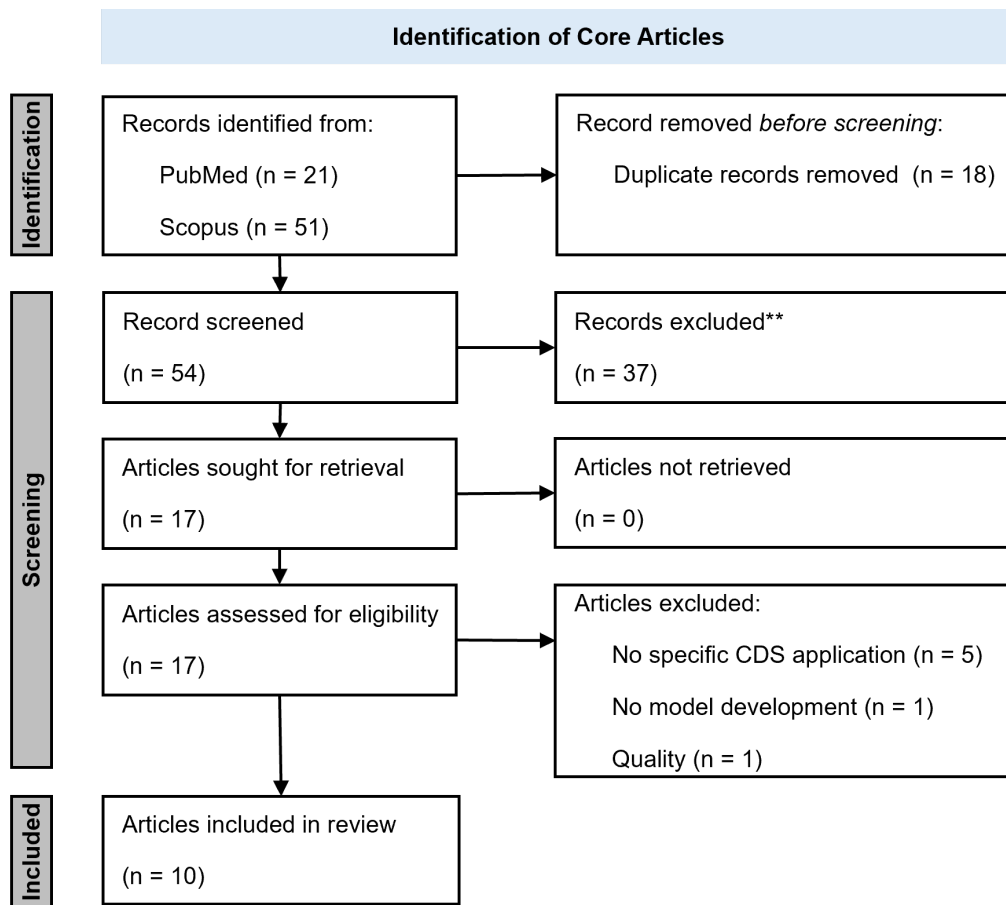 Identification of Core Articles
Identification
Records identified from:
PubMed (n = 21)
Scopus (n = 51)
Record removed before screening:
Duplicate records removed  (n = 18)
Screening
Record screened
(n = 54)
Records excluded**
(n = 37)
Articles sought for retrieval
(n = 17)
Articles not retrieved
(n = 0)
Articles assessed for eligibility
(n = 17)
Articles excluded:
No specific CDS application (n = 5)
No model development (n = 1)
Quality (n = 1)
Included
Articles included in review
(n = 10)